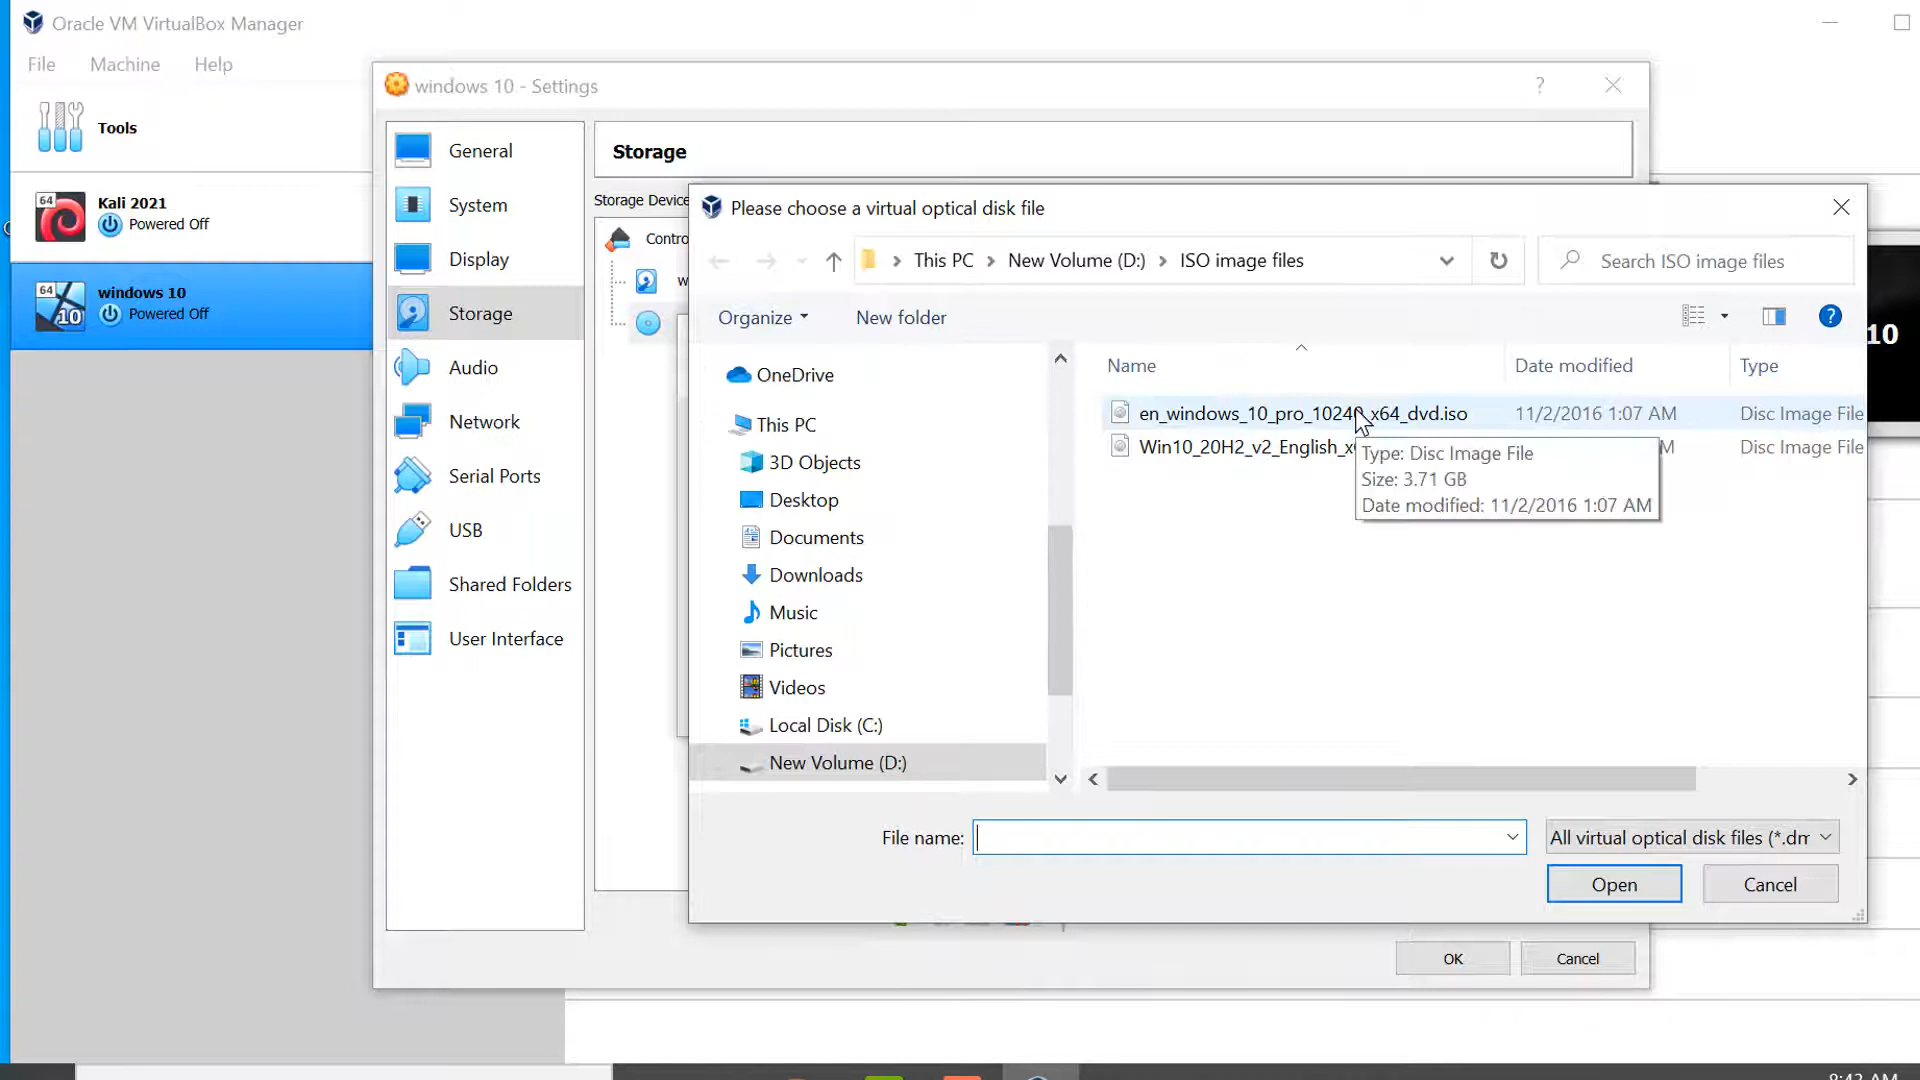 Oracle VM VirtualBox Manager
File Machine Help
Tools
64
Kali 2021
Powered Off
64
10
windows 10
Powered Off
windows 10 - Settings
?
General
System
Display
Storage
Audio
Network
Serial Ports
USB
Shared Folders
User Interface
Storage
Storage Device
Contro
w
Please choose a virtual optical disk file
This PC > New Volume (D:) > ISO image files
Search ISO image files
Organize New folder
?
10
OneDrive
This PC
3D Objects
Desktop
Documents
Downloads
Music
Pictures
Videos
Local Disk (C:)
New Volume (D:)
Name Date modified Type
en_windows_10_pro_10240_x64_dvd.iso 11/2/2016 1:07 AM Disc Image File
Win10_20H2_v2_English_x M Disc Image File
Type: Disc Image File
Size: 3.71 GB
Date modified: 11/2/2016 1:07 AM
File name:
All virtual optical disk files (*.dm
Open Cancel
OK Cancel